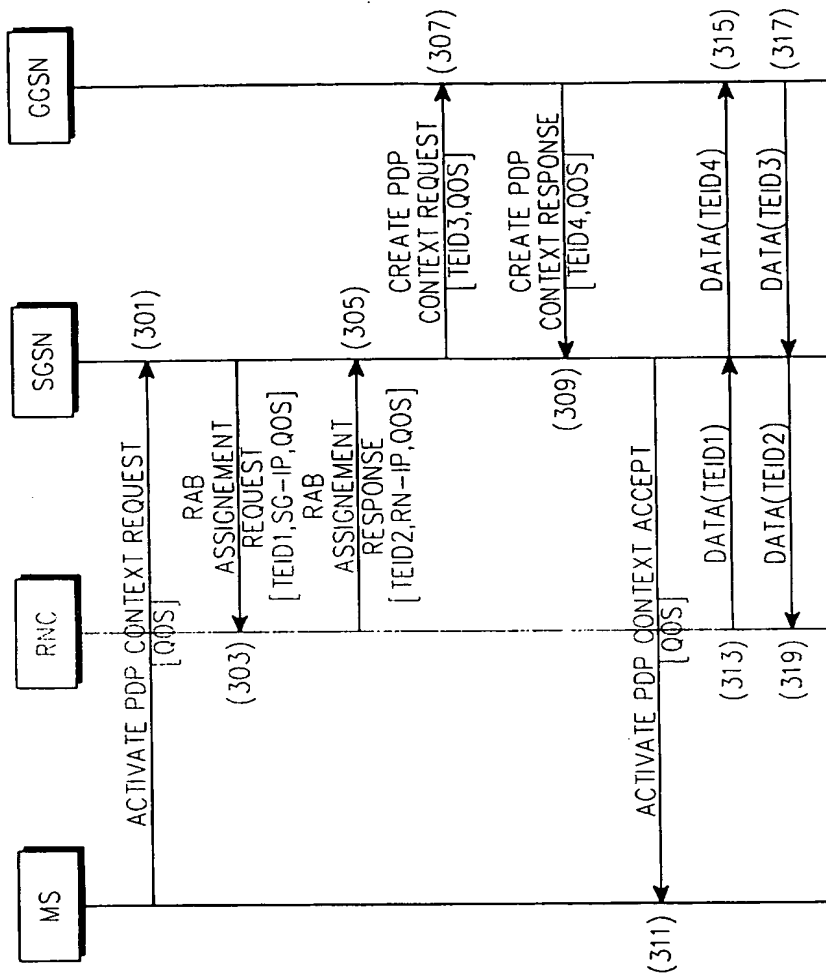 MS
RNC
SGSN
GGSN
ACTIVATE PDP CONTEXT REQUEST
[QOS]
(301)
RAB
ASSIGNEMENT
REQUEST
[TEID1,SG-IP,QOS]
(303)
RAB
ASSIGNEMENT
RESPONSE
[TEID2,RN-IP,QOS]
(305)
CREATE PDP
CONTEXT REQUEST
[TEID3,QOS]
(307)
CREATE PDP
CONTEXT RESPONSE
[TEID4,QOS]
(309)
ACTIVATE PDP CONTEXT ACCEPT
[QOS]
(311)
(313)
DATA(TEID1)
DATA(TEID4)
(315)
(319)
DATA(TEID2)
DATA(TEID3)
(317)